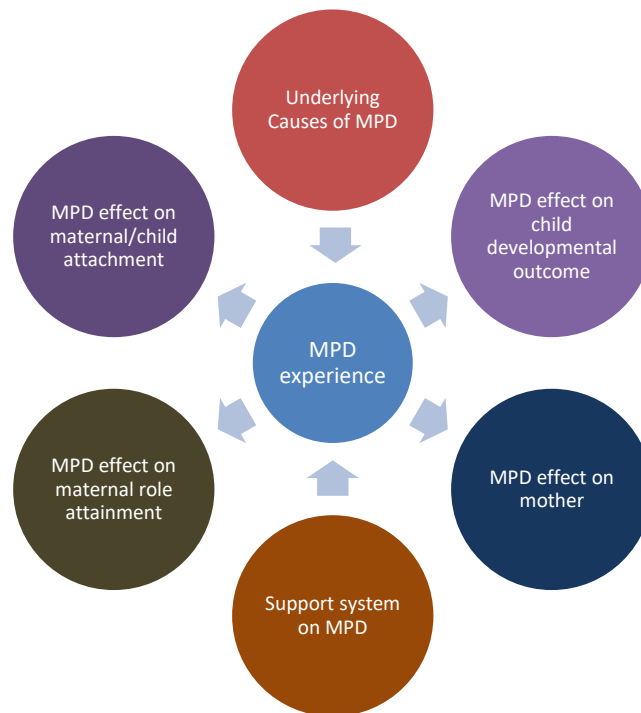 Underlying
Causes of MPD
MPD effect on
maternal/child
attachment
MPD effect on
child
developmental
outcome
MPD
experience
MPD effect on
maternal role
attainment
MPD effect on
mother
Support system
on MPD